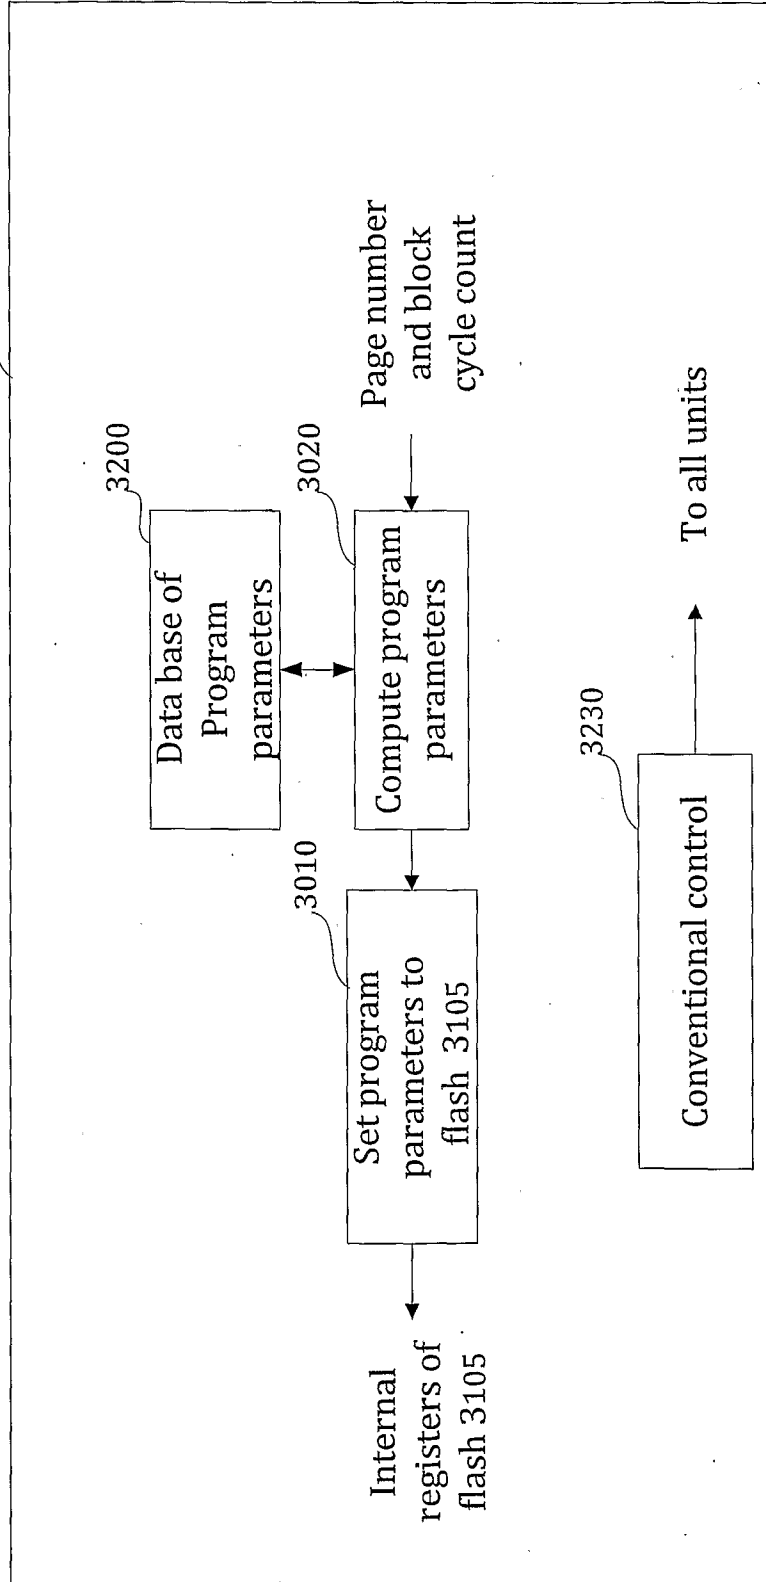 3200
Data base of
Program
parameters
3010
Set program
parameters to
flash 3105
3020
Compute program
parameters
Page number
and block
cycle count
Internal
registers of
flash 3105
3230
Conventional control
To all units